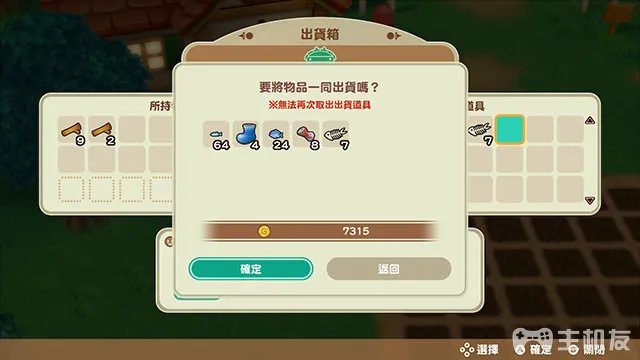 出貨箱
要將物品一同出貨嗎？
※無法再次取出出貨道具
所持
道具
9
2
64
4
24
8
7
7
7315
確定
返回
選擇
A 確定
關閉
主机友